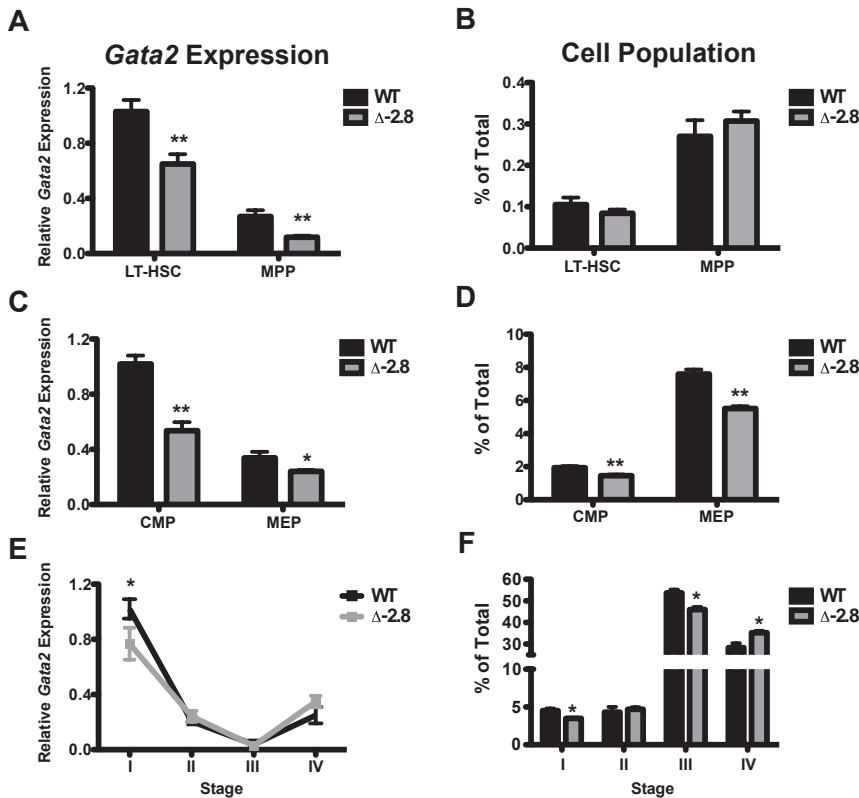 A
Gata2 Expression
Relative Gata2 Expression
1.2
0.8
0.4
0.0
WT
Δ-2.8
**
**
LT-HSC
MPP
B
Cell Population
% of Total
0.4
0.3
0.2
0.1
0.0
WT
Δ-2.8
LT-HSC
MPP
C
Relative Gata2 Expression
1.2
0.8
0.4
0.0
WT
Δ-2.8
**
*
CMP
MEP
D
% of Total
10
8
6
4
2
0
WT
Δ-2.8
**
**
CMP
MEP
E
Relative Gata2 Expression
1.2
0.8
0.4
0.0
*
WT
Δ-2.8
I
II
III
IV
Stage
F
% of Total
60
50
40
30
10
5
0
WT
Δ-2.8
*
*
*
I
II
III
IV
Stage